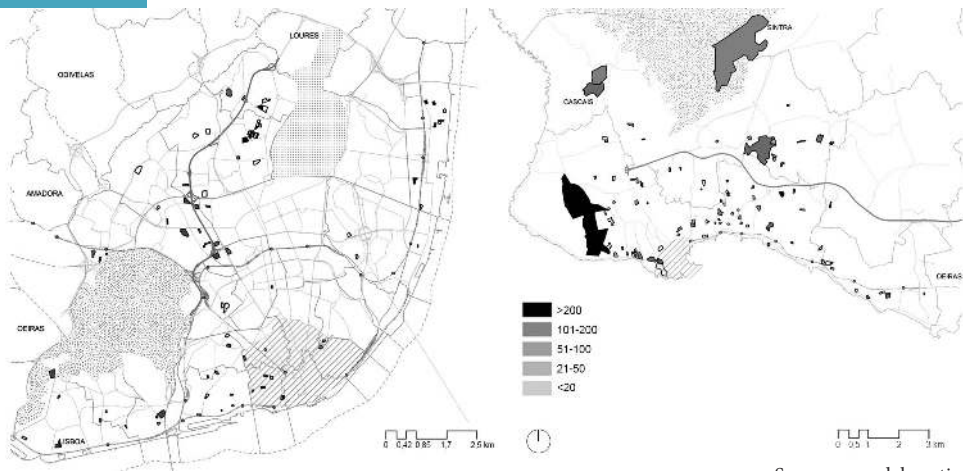 LOURES
ODIVELAS
AMADORA
OEIRAS
LISBOA
0 0,42 0,85 1,7 2,5 km
SINTRA
CASCAIS
OEIRAS
>200
101-200
51-100
21-50
<20
0 0,5 1 2 3 km